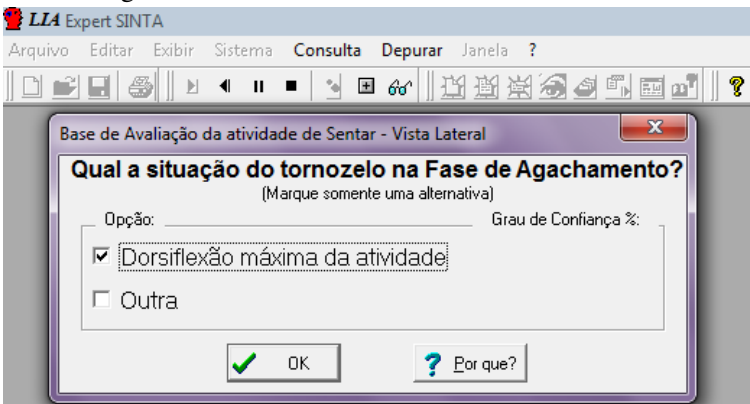 LIA Expert SINTA
Arquivo Editar Exibir Sistema Consulta Depurar Janela ?
Base de Avaliação da atividade de Sentar - Vista Lateral
Qual a situação do tornozelo na Fase de Agachamento?
(Marque somente uma alternativa)
Opção: Grau de Confiança %:
Dorsiflexão máxima da atividade
Outra
OK ? Por que?